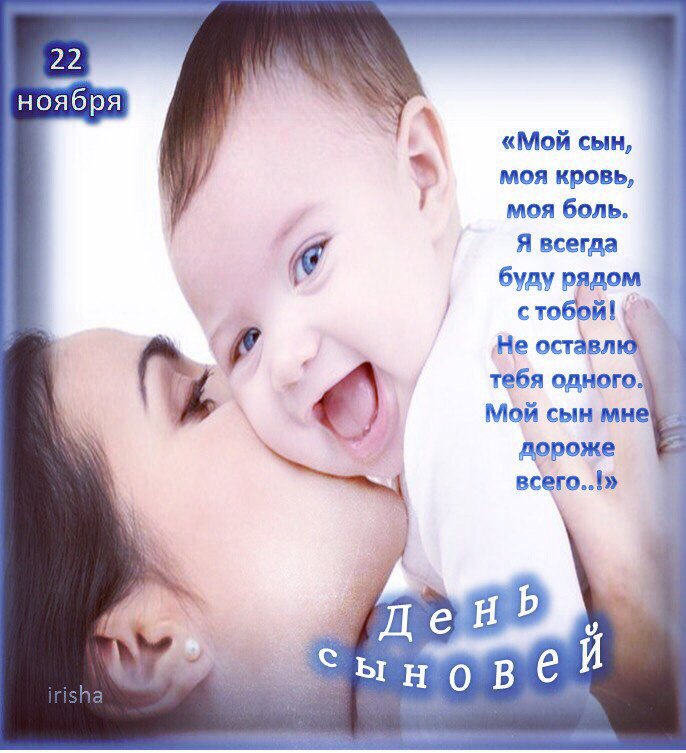 22
ноября
«Мой сын,
моя кровь,
моя боль.
Я всегда
буду рядом
с тобой!
Не оставлю
тебя одного.
Мой сын мне
дороже
всего..!»
День
сыновей
irisha